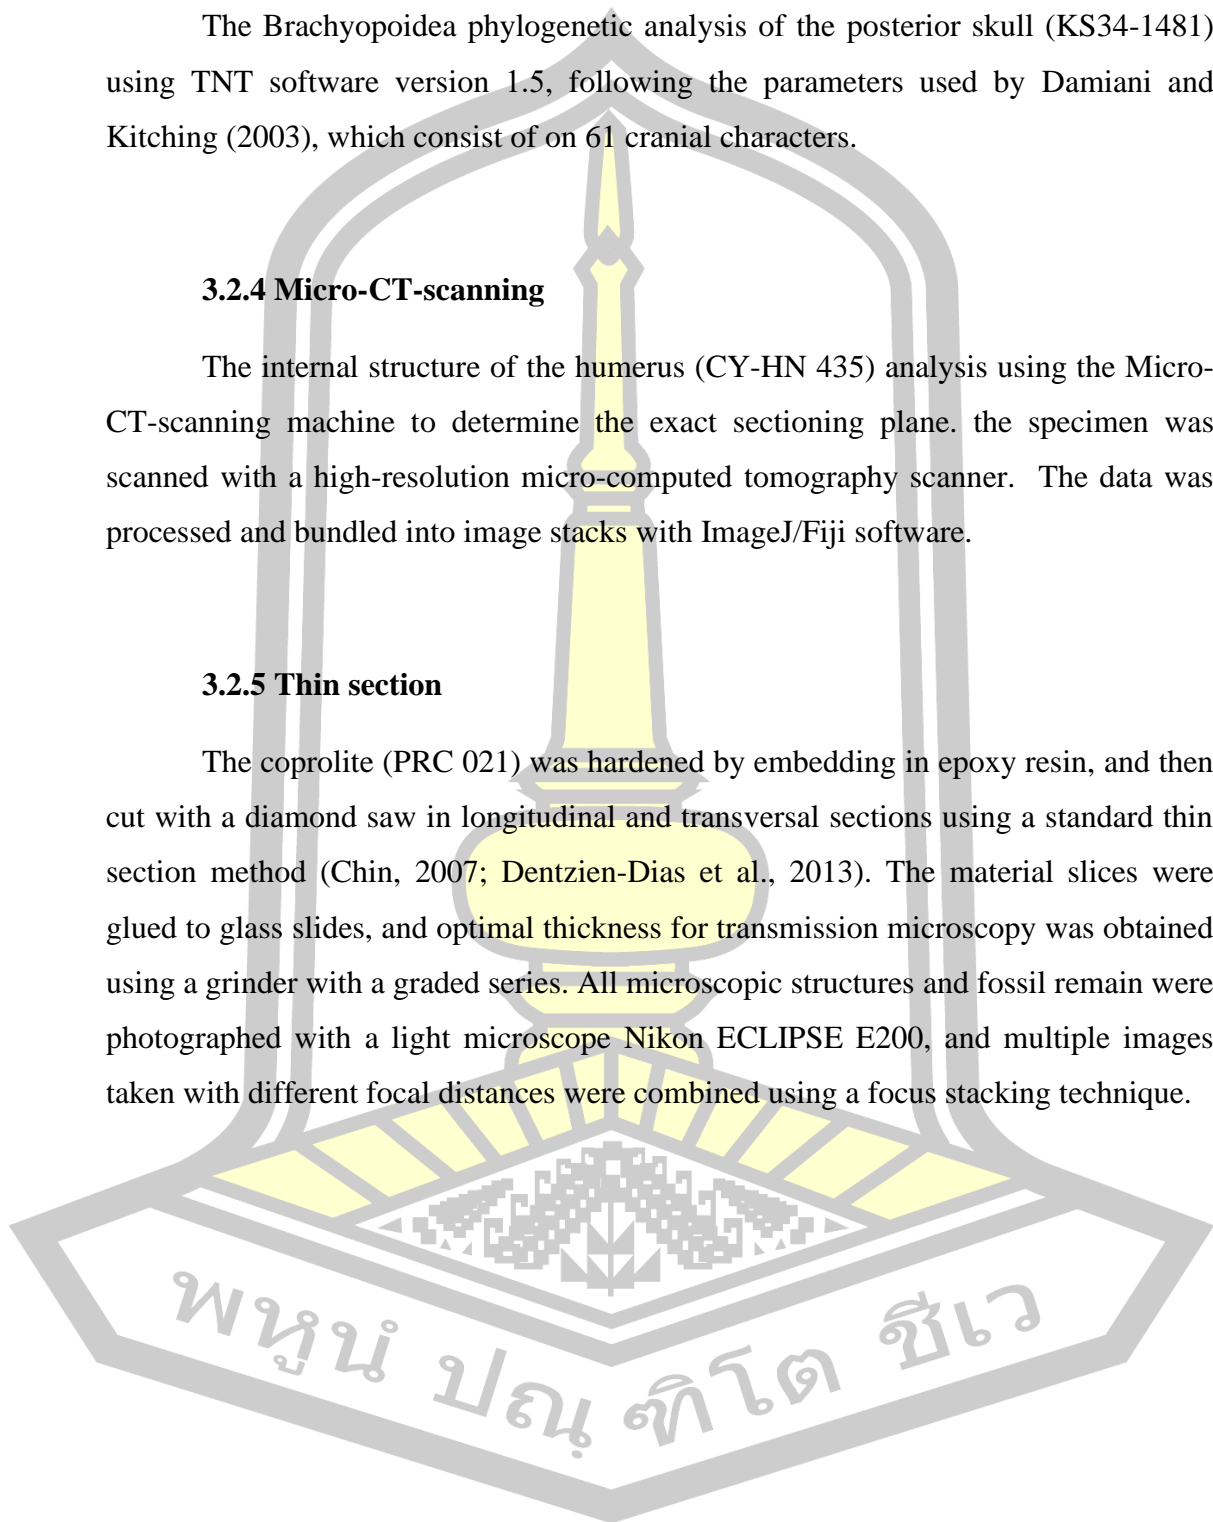 The Brachyopoidea phylogenetic analysis of the posterior skull (KS34-1481)
using TNT software version 1.5, following the parameters used by Damiani and
Kitching (2003), which consist of on 61 cranial characters.
3.2.4 Micro-CT-scanning
The internal structure of the humerus (CY-HN 435) analysis using the Micro-
CT-scanning machine to determine the exact sectioning plane. the specimen was
scanned with a high-resolution micro-computed tomography scanner.  The data was
processed and bundled into image stacks with ImageJ/Fiji software.
3.2.5 Thin section
The coprolite (PRC 021) was hardened by embedding in epoxy resin, and then
cut with a diamond saw in longitudinal and transversal sections using a standard thin
section method (Chin, 2007; Dentzien-Dias et al., 2013). The material slices were
glued to glass slides, and optimal thickness for transmission microscopy was obtained
using a grinder with a graded series. All microscopic structures and fossil remain were
photographed with a light microscope Nikon ECLIPSE E200, and multiple images
taken with different focal distances were combined using a focus stacking technique.
พหูนํ ปณฺฑิโต ชีเว